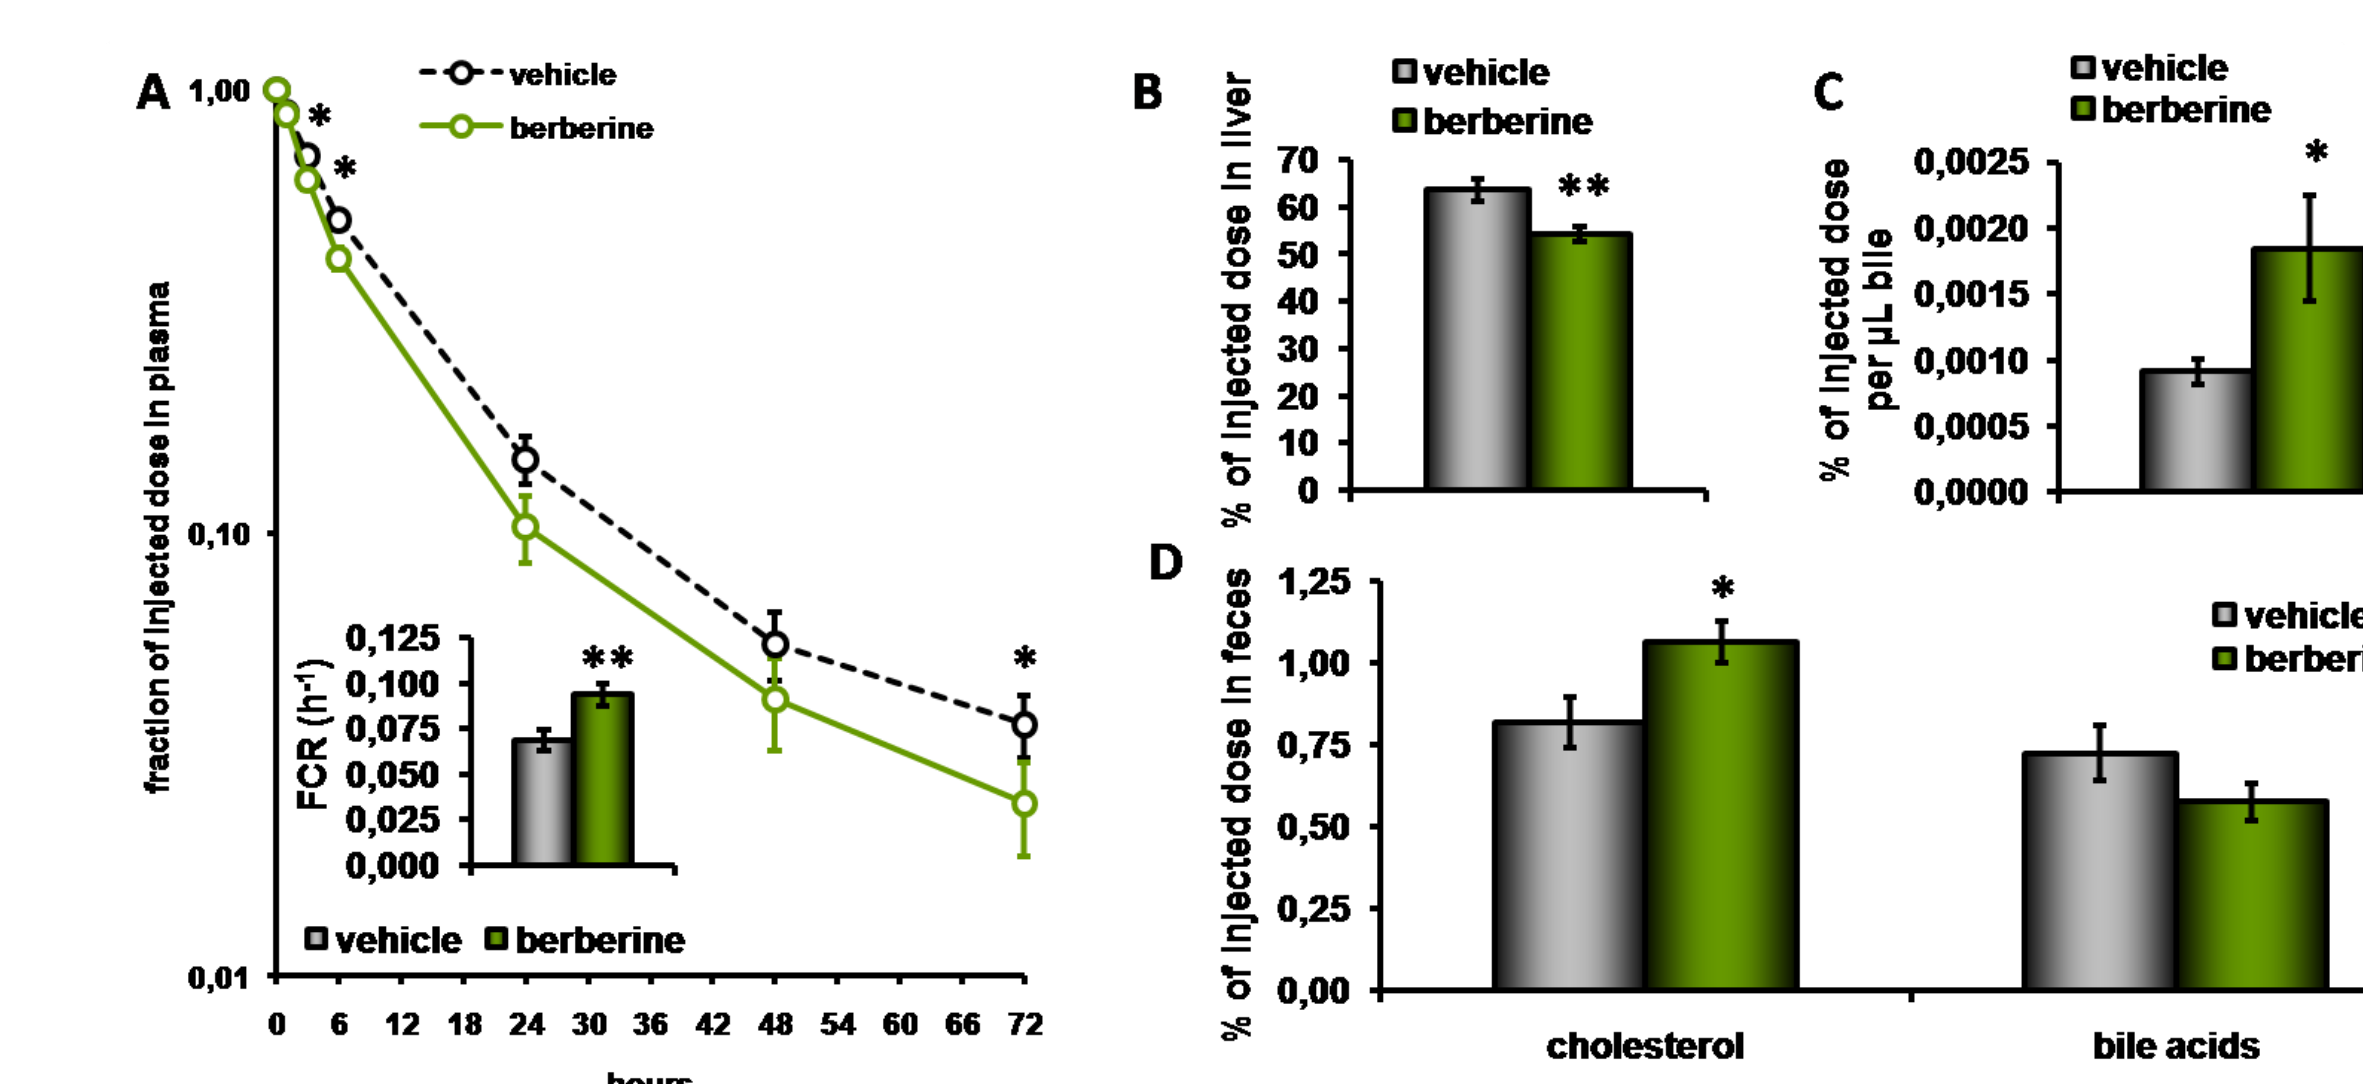 A
1,00
0,10
0,01
fraction of injected dose in plasma
vehicle
berberine
*
*
*
FCR (h-1)
0,125
0,100
0,075
0,050
0,025
0,000
**
vehicle berberine
0 6 12 18 24 30 36 42 48 54 60 66 72
hours
B
% of injected dose in liver
vehicle
berberine
70
60
50
40
30
20
10
0
**
C
% of injected dose
per µL bile
vehicle
berberine
0,0025
0,0020
0,0015
0,0010
0,0005
0,0000
*
D
% of injected dose in feces
1,25
1,00
0,75
0,50
0,25
0,00
*
vehicle
berberi
cholesterol bile acids